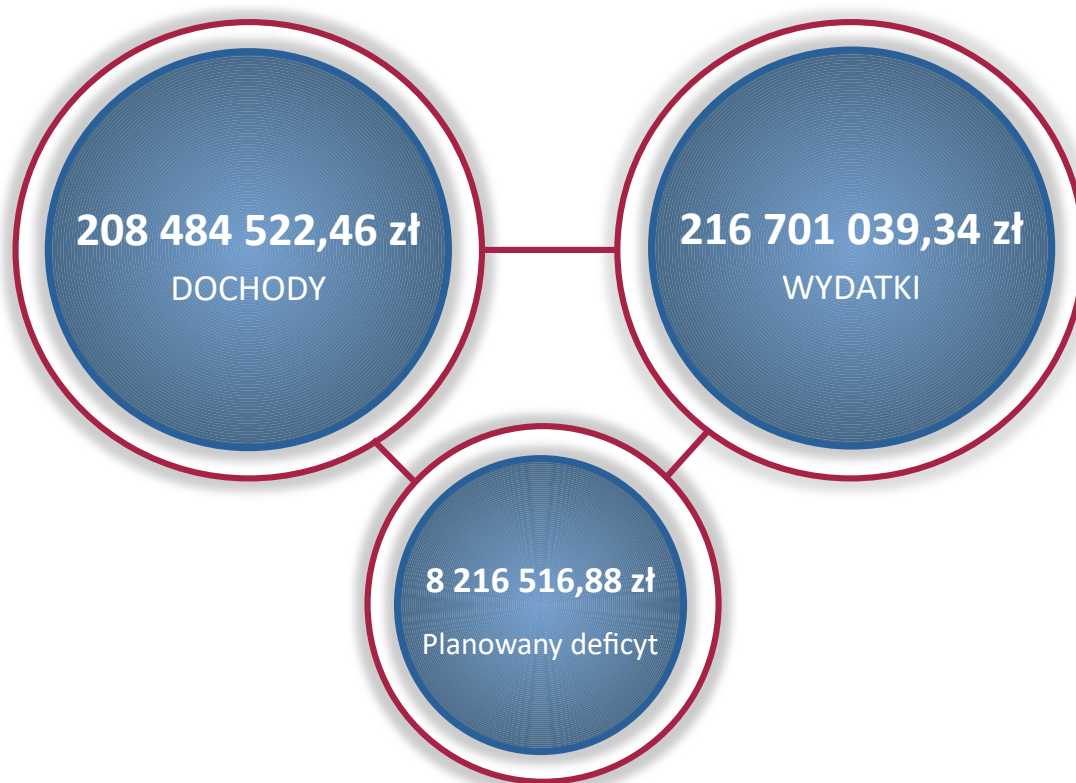 208 484 522,46 zł
DOCHODY
216 701 039,34 zł
WYDATKI
8 216 516,88 zł
Planowany deficyt